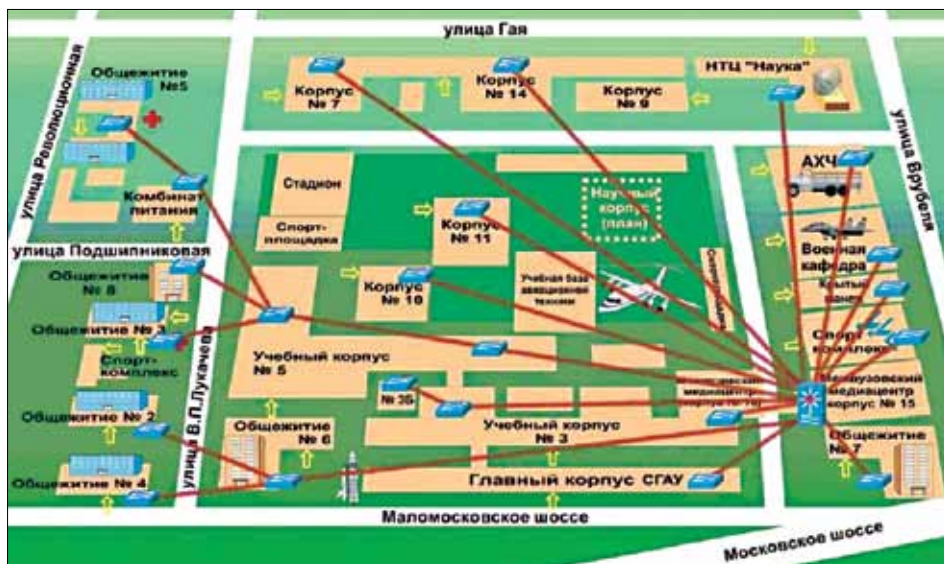 улица Гая
улица Революционная
Общежитие
№5
Корпус
№ 7
Корпус
№ 14
Корпус
№ 9
НТЦ "Наука"
улица Врубеля
Комбинат
питания
Стадион
Спорт-
площадка
Корпус
№ 11
Научный
корпус
(план)
АХЧ
Военная
кафедра
улица Подшипниковая
Общежитие
№ 8
Корпус
№ 10
Учебная база
авиационной
техники
Крытый
Спорт
комплекс
Общежитие № 3
Спорт-
комплекс
улица В.П.Лукачева
Учебный корпус
№ 5
Межвузовский
медиацентр
корпус № 15
медиацентр
№ 3Б
Общежитие № 2
Общежитие
№ 6
Учебный корпус
№ 3
Общежитие
№ 7
Общежитие № 4
Главный корпус СГАУ
Маломосковское шоссе
Московское шоссе